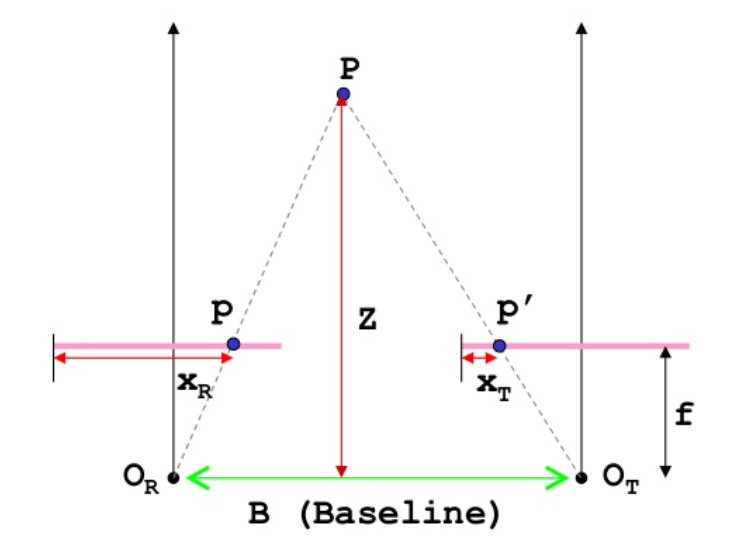 P
p
p′
Z
x_R
x_T
f
O_R
O_T
B (Baseline)